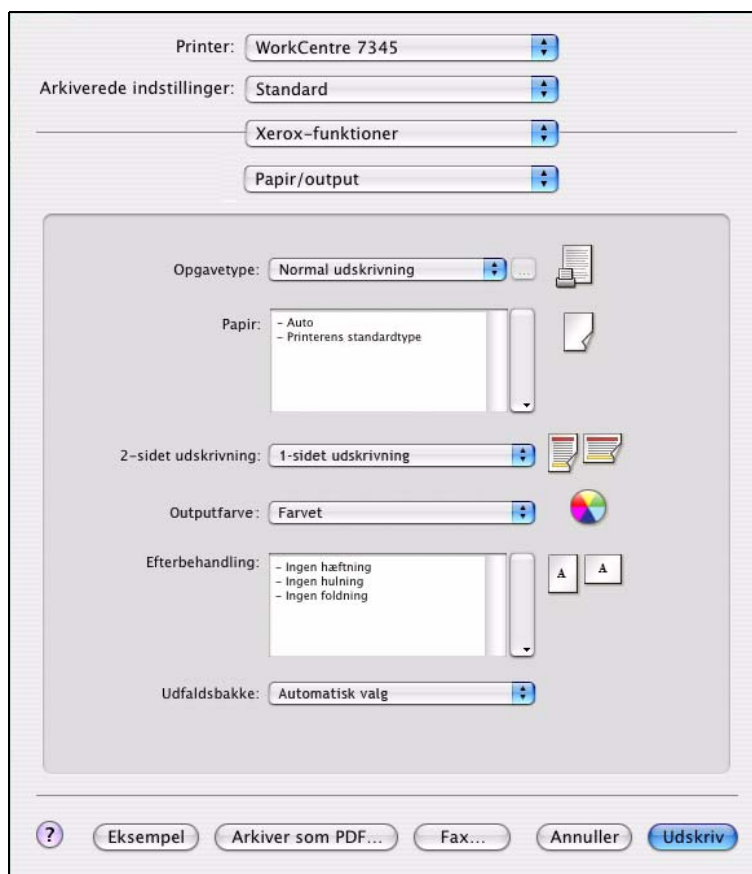 Printer: WorkCentre 7345
Arkiverede indstillinger: Standard
Xerox-funktioner
Papir/output
Opgavetype: Normal udskrivning ...
Papir: - Auto
- Printerens standardtype
2-sidet udskrivning: 1-sidet udskrivning
Outputfarve: Farvet
Efterbehandling: - Ingen hæftning
- Ingen hulning
- Ingen foldning
A A
Udfaldsbakke: Automatisk valg
? Eksempel Arkiver som PDF... Fax... Annuller Udskriv